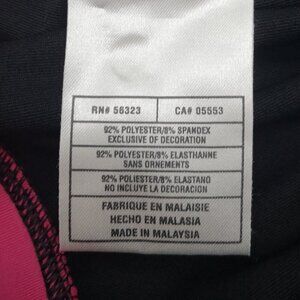 RN# 56323 CA# 05553
92% POLYESTER/8% SPANDEX
EXCLUSIVE OF DECORATION
92% POLYESTER/8% ELASTHANNE
SANS ORNEMENTS
92% POLIESTER/8% ELASTANO
NO INCLUYE LA DECORACION
FABRIQUE EN MALAISIE
HECHO EN MALASIA
MADE IN MALAYSIA